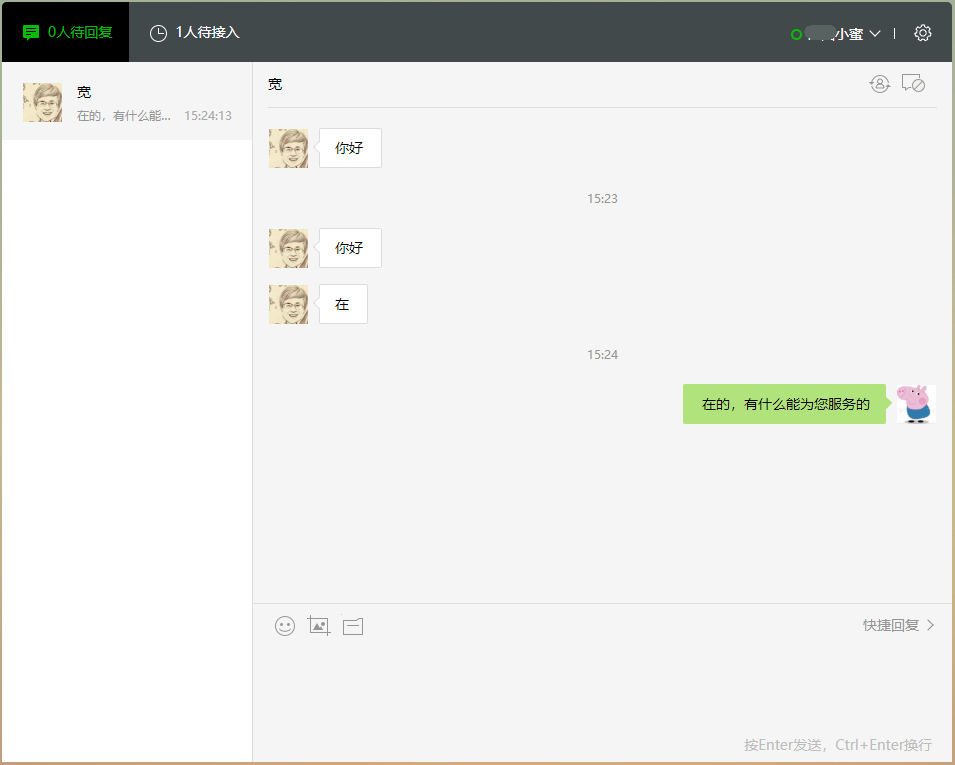 0人待回复
1人待接入
小蜜
宽
在的，有什么能... 15:24:13
宽
你好
15:23
你好
在
15:24
在的，有什么能为您服务的
快捷回复
按Enter发送，Ctrl+Enter换行